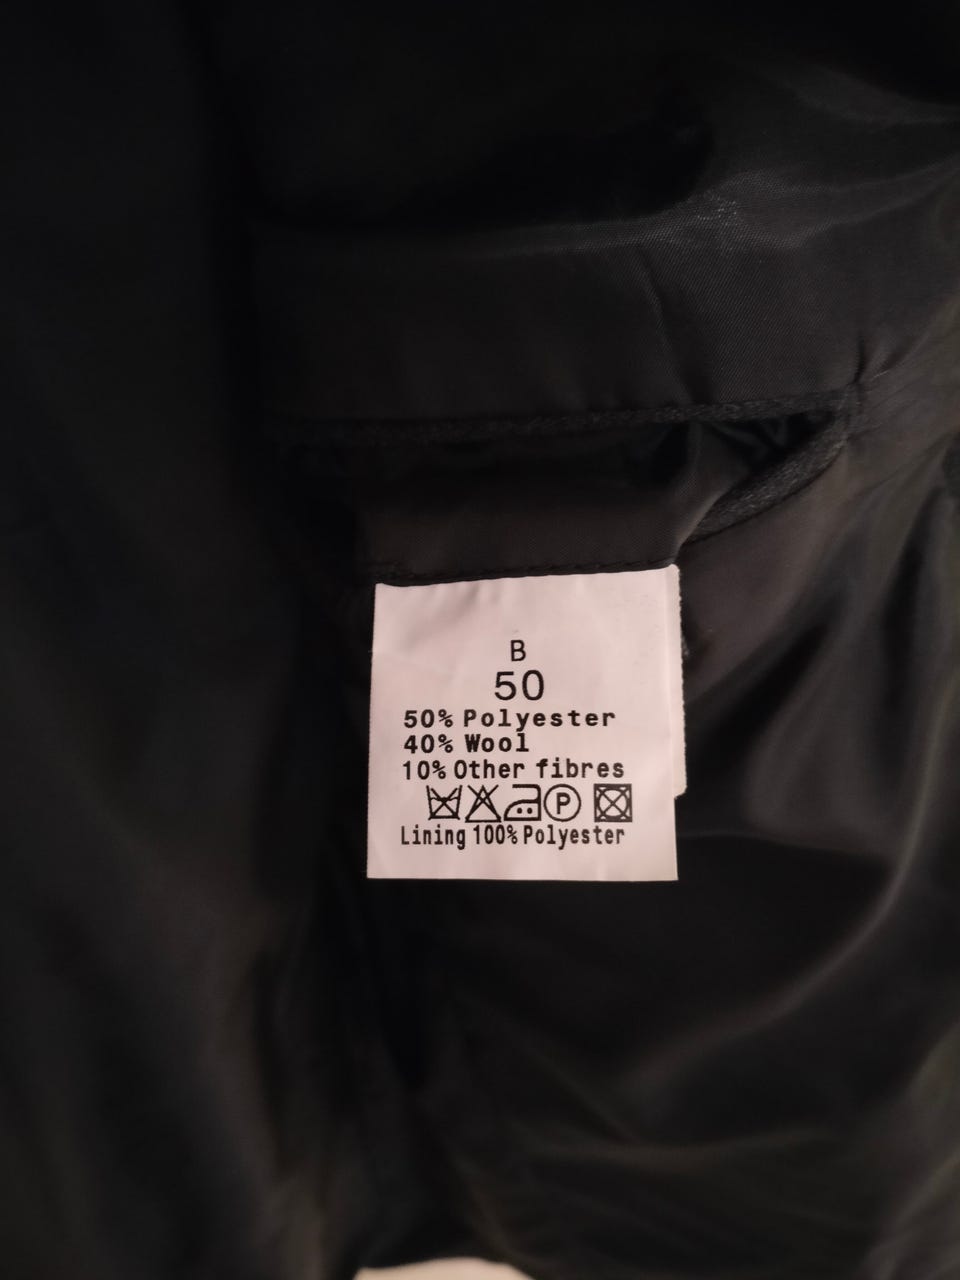 B
50
50% Polyester
40% Wool
10% Other fibres
P
Lining 100% Polyester